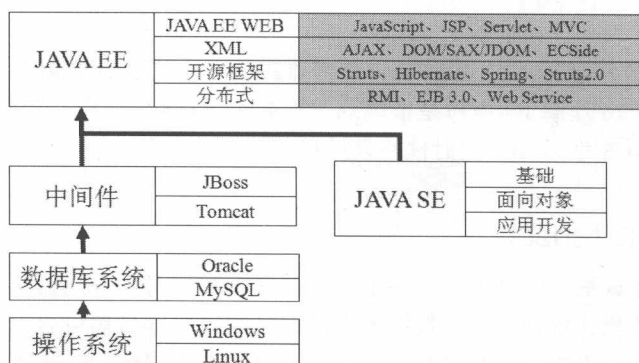 JAVA EE
JAVA EE WEB
JavaScript、JSP、Servlet、MVC
XML
AJAX、DOM/SAX/JDOM、ECSide
开源框架
Struts、Hibernate、Spring、Struts2.0
分布式
RMI、EJB 3.0、Web Service
中间件
JBoss
Tomcat
JAVA SE
基础
面向对象
应用开发
数据库系统
Oracle
MySQL
操作系统
Windows
Linux